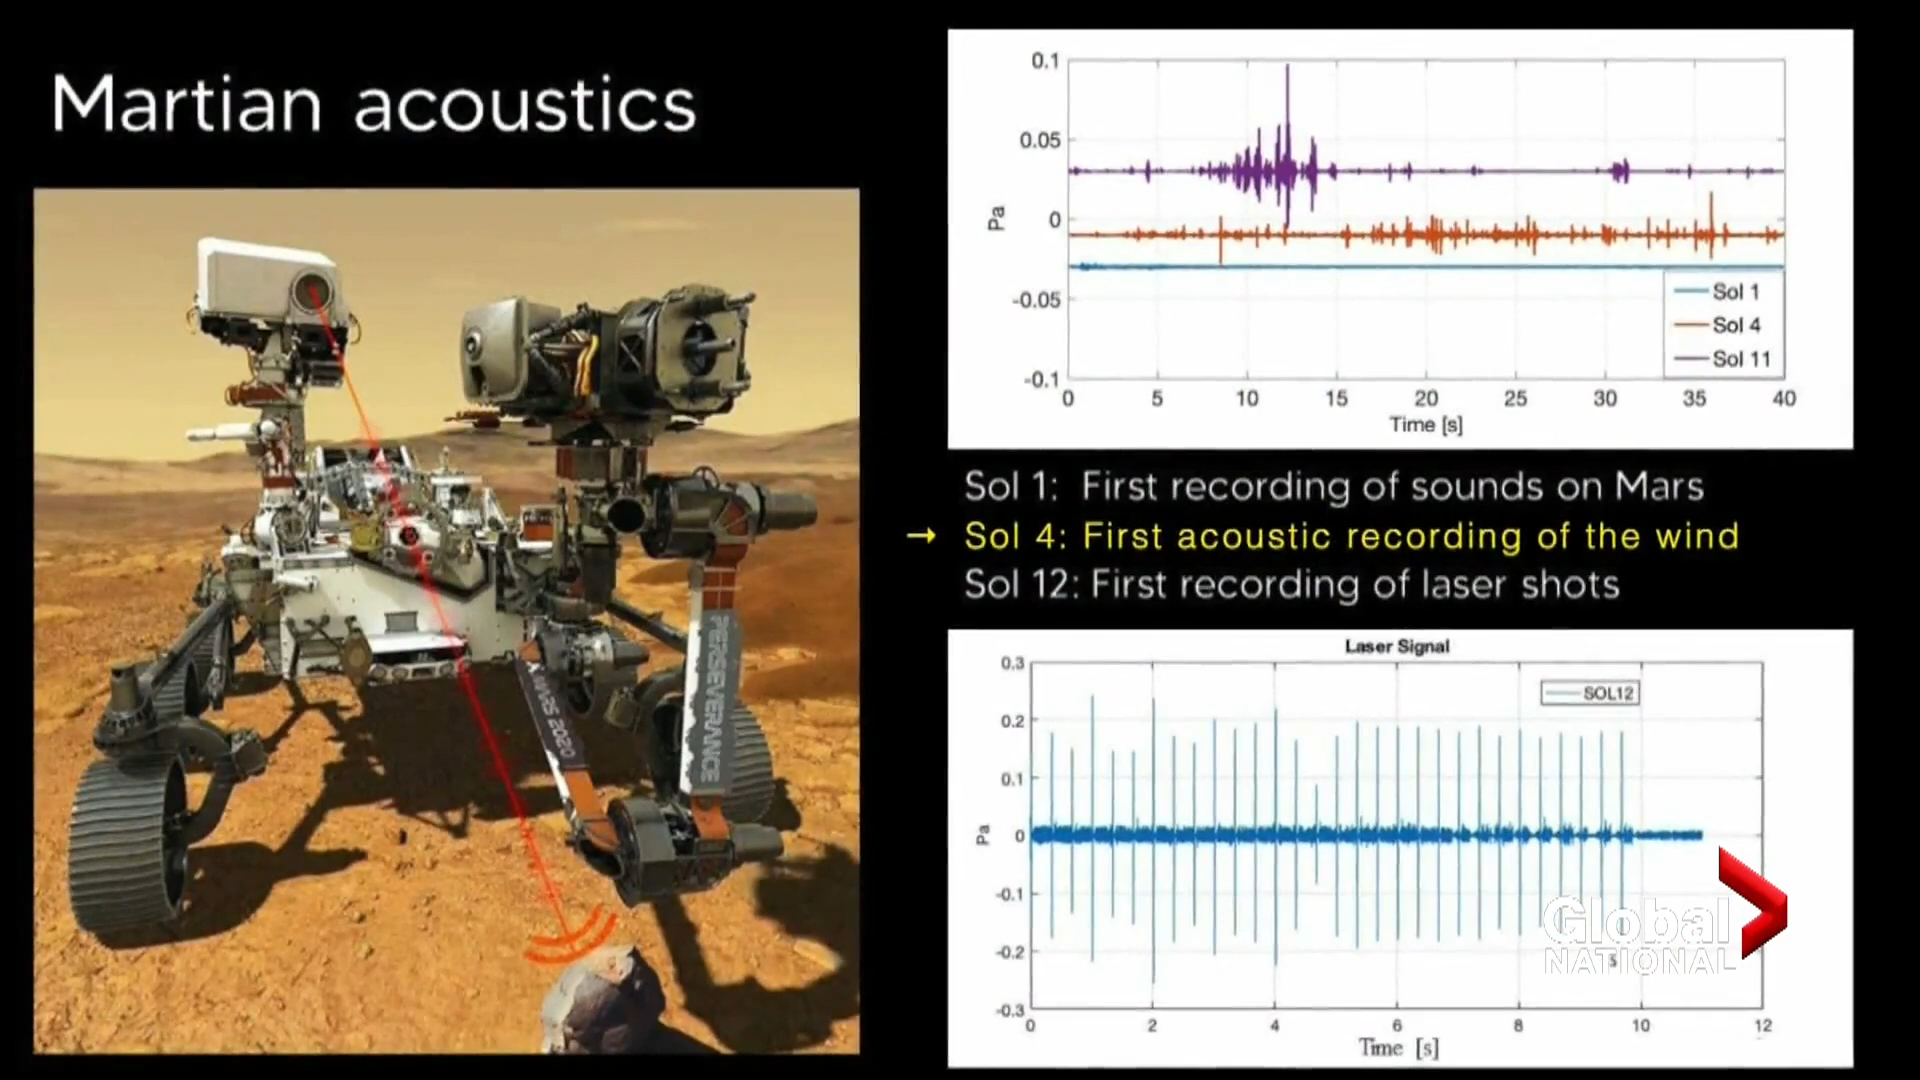 Martian acoustics
0.1
0.05
0
-0.05
-0.1
Pa
0 5 10 15 20 25 30 35 40
Time [s]
Sol 1
Sol 4
Sol 11
Sol 1: First recording of sounds on Mars
→ Sol 4: First acoustic recording of the wind
Sol 12: First recording of laser shots
Laser Signal
SOL12
0.3
0.2
0.1
0
-0.1
-0.2
-0.3
Pa
0 2 4 6 8 10 12
Time [s]
PERSEVERANCE
MARS 2020
Global
NATIONAL
s